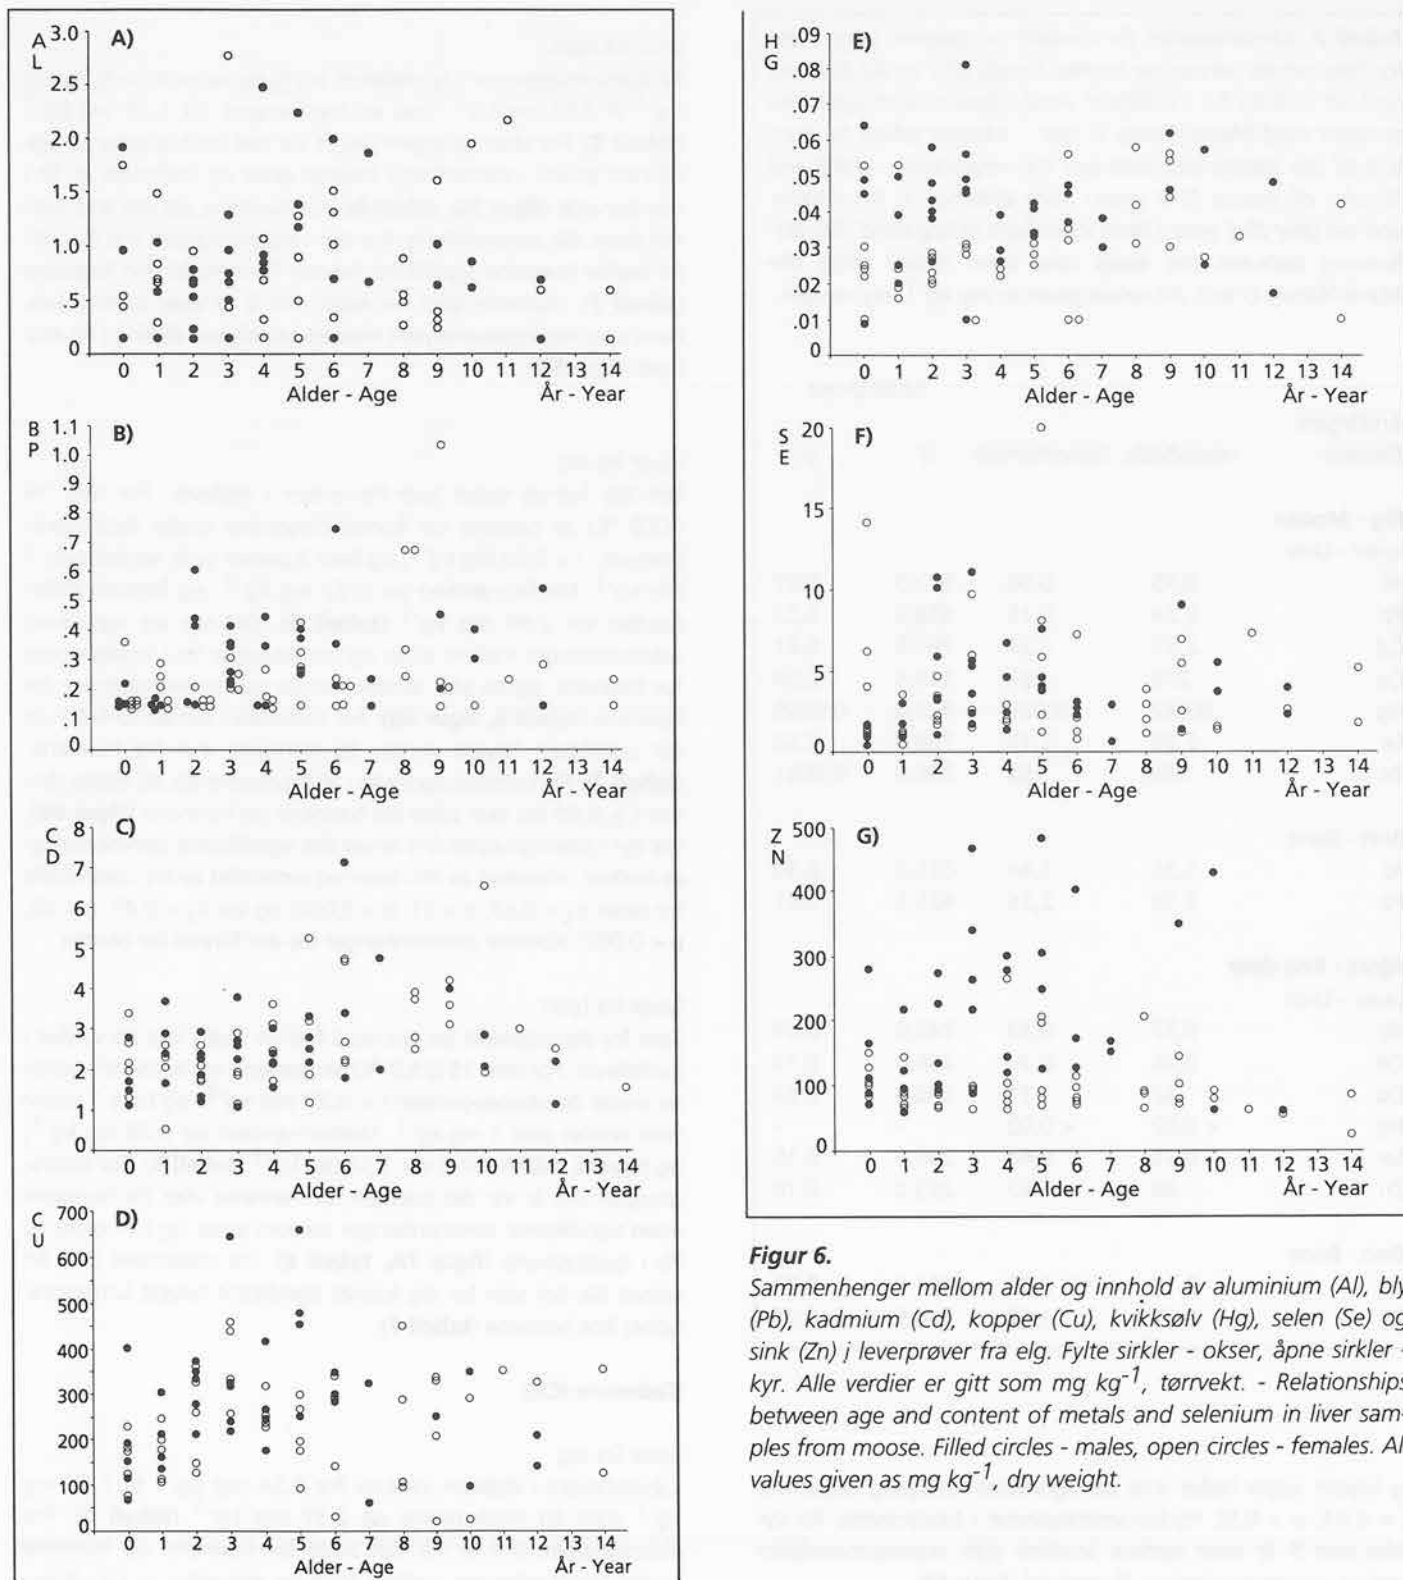 A
L
A)
3.0
2.5
2.0
1.5
1.0
.5
0
0 1 2 3 4 5 6 7 8 9 10 11 12 13 14
Alder - Age År - Year
B
P
B)
1.1
1.0
.9
.8
.7
.6
.5
.4
.3
.2
.1
0
0 1 2 3 4 5 6 7 8 9 10 11 12 13 14
Alder - Age År - Year
C
D
C)
8
7
6
5
4
3
2
1
0
0 1 2 3 4 5 6 7 8 9 10 11 12 13 14
Alder - Age År - Year
C
U
D)
700
600
500
400
300
200
100
0
0 1 2 3 4 5 6 7 8 9 10 11 12 13 14
Alder - Age År - Year
H
G
E)
.09
.08
.07
.06
.05
.04
.03
.02
.01
.00
0 1 2 3 4 5 6 7 8 9 10 11 12 13 14
Alder - Age År - Year
S
E
F)
20
15
10
5
0
0 1 2 3 4 5 6 7 8 9 10 11 12 13 14
Alder - Age År - Year
Z
N
G)
500
400
300
200
100
0
0 1 2 3 4 5 6 7 8 9 10 11 12 13 14
Alder - Age År - Year
Figur 6.
Sammenhenger mellom alder og innhold av aluminium (Al), bly
(Pb), kadmium (Cd), kopper (Cu), kvikksølv (Hg), selen (Se) og
sink (Zn) i leverprøver fra elg. Fylte sirkler - okser, åpne sirkler -
kyr. Alle verdier er gitt som mg kg-1, tørrvekt. - Relationships
between age and content of metals and selenium in liver sam-
ples from moose. Filled circles - males, open circles - females. Al
values given as mg kg-1, dry weight.